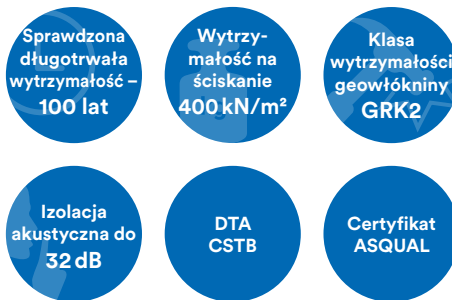 Sprawdzona
długotrwała
wytrzymałość –
100 lat
Wytrzy-
małość na
ściskanie
400 kN/m²
Klasa
wytrzymałości
geowłókniny
GRK2
Izolacja
akustyczna do
32 dB
DTA
CSTB
Certyfikat
ASQUAL